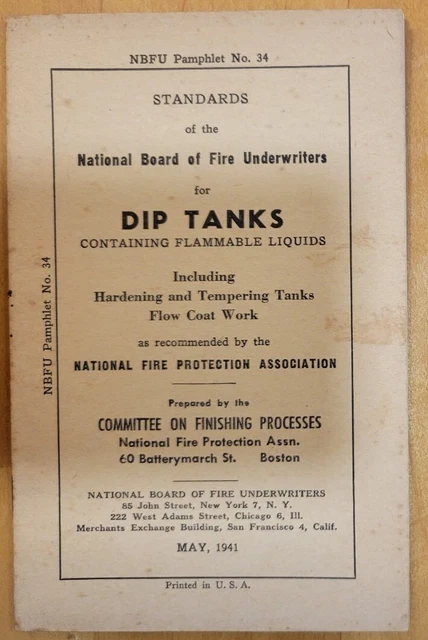 NBFU Pamphlet No. 34
STANDARDS
of the
National Board of Fire Underwriters
for
DIP TANKS
CONTAINING FLAMMABLE LIQUIDS
Including
Hardening and Tempering Tanks
Flow Coat Work
as recommended by the
NATIONAL FIRE PROTECTION ASSOCIATION
Prepared by the
COMMITTEE ON FINISHING PROCESSES
National Fire Protection Assn.
60 Batterymarch St. Boston
NATIONAL BOARD OF FIRE UNDERWRITERS
85 John Street, New York 7, N. Y.
222 West Adams Street, Chicago 6, Ill.
Merchants Exchange Building, San Francisco 4, Calif.
MAY, 1941
Printed in U. S. A.
NBFU Pamphlet No. 34